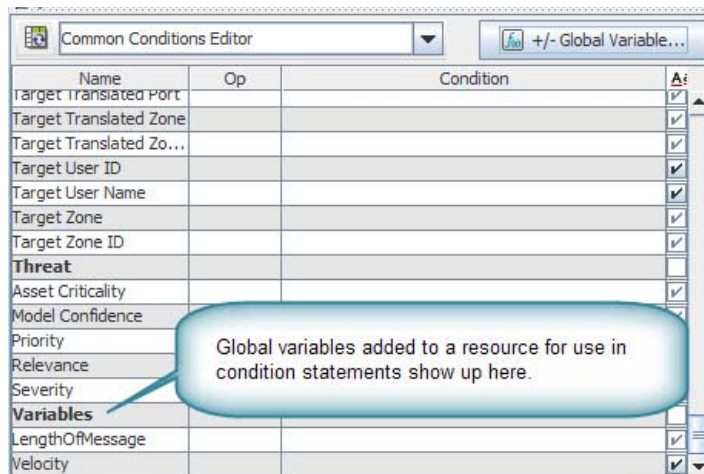 Common Conditions Editor
+/- Global Variable...
Name Op Condition
Target Translated Port
Target Translated Zone
Target Translated Zo...
Target User ID
Target User Name
Target Zone
Target Zone ID
Threat
Asset Criticality
Model Confidence
Priority
Relevance
Severity
Variables
LengthOfMessage
Velocity
Global variables added to a resource for use in
condition statements show up here.